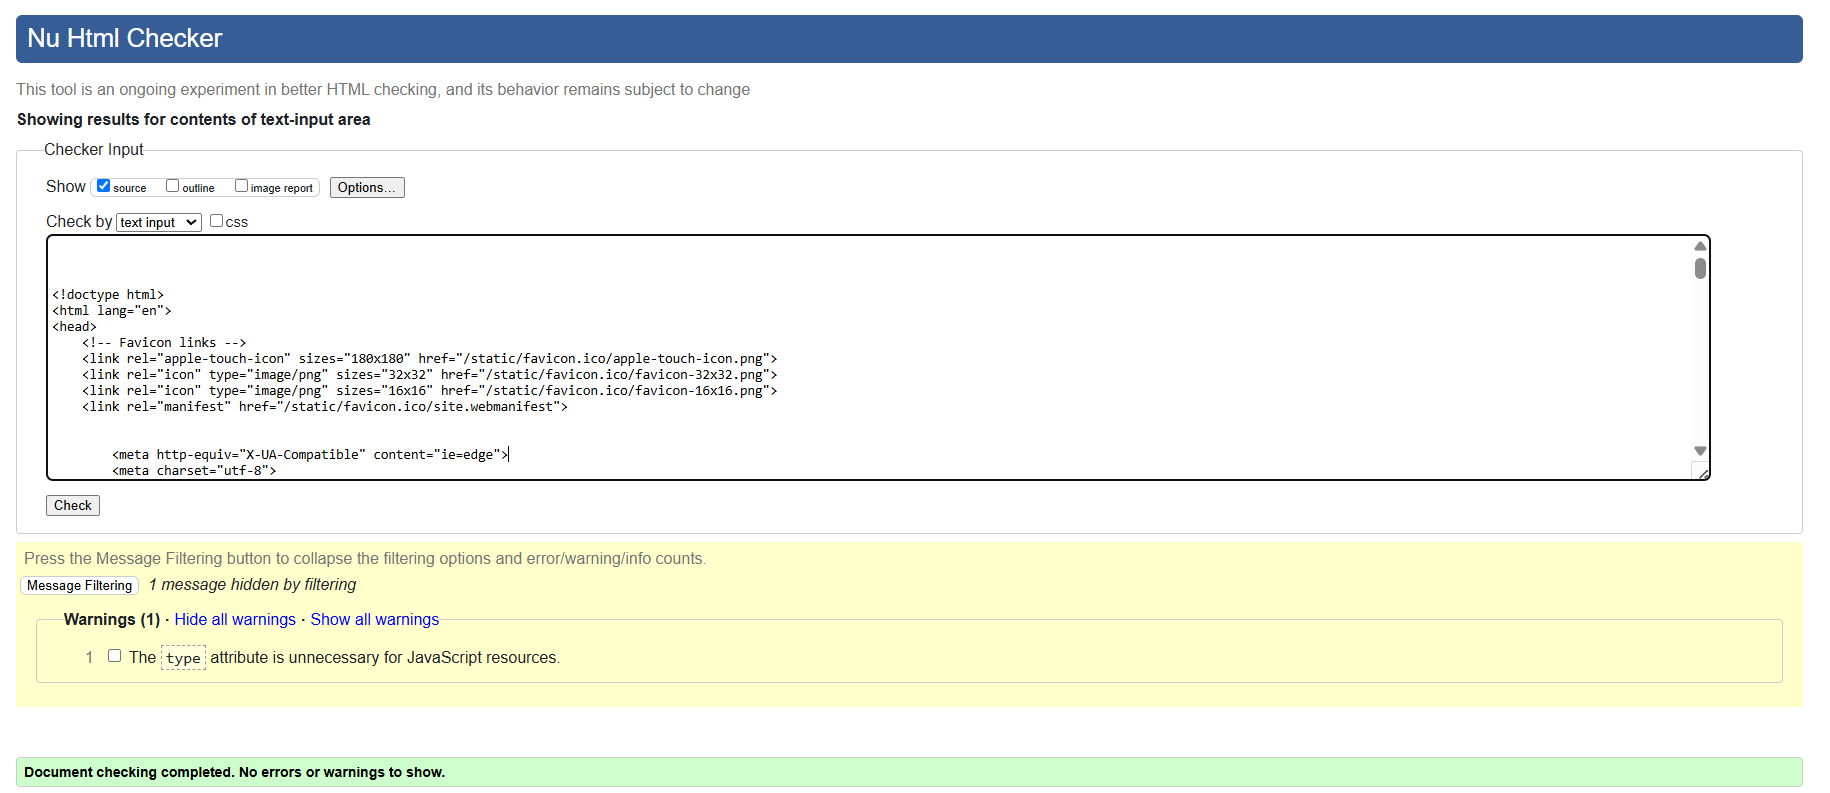 Nu Html Checker
This tool is an ongoing experiment in better HTML checking, and its behavior remains subject to change
Showing results for contents of text-input area
Checker Input
Show source outline image report Options...
Check by text input css
<!doctype html>
<html lang="en">
<head>
    <!-- Favicon links -->
    <link rel="apple-touch-icon" sizes="180x180" href="/static/favicon.ico/apple-touch-icon.png">
    <link rel="icon" type="image/png" sizes="32x32" href="/static/favicon.ico/favicon-32x32.png">
    <link rel="icon" type="image/png" sizes="16x16" href="/static/favicon.ico/favicon-16x16.png">
    <link rel="manifest" href="/static/favicon.ico/site.webmanifest">
        <meta http-equiv="X-UA-Compatible" content="ie=edge">
        <meta charset="utf-8">
Check
Press the Message Filtering button to collapse the filtering options and error/warning/info counts.
Message Filtering 1 message hidden by filtering
Warnings (1) · Hide all warnings · Show all warnings
1 The type attribute is unnecessary for JavaScript resources.
Document checking completed. No errors or warnings to show.